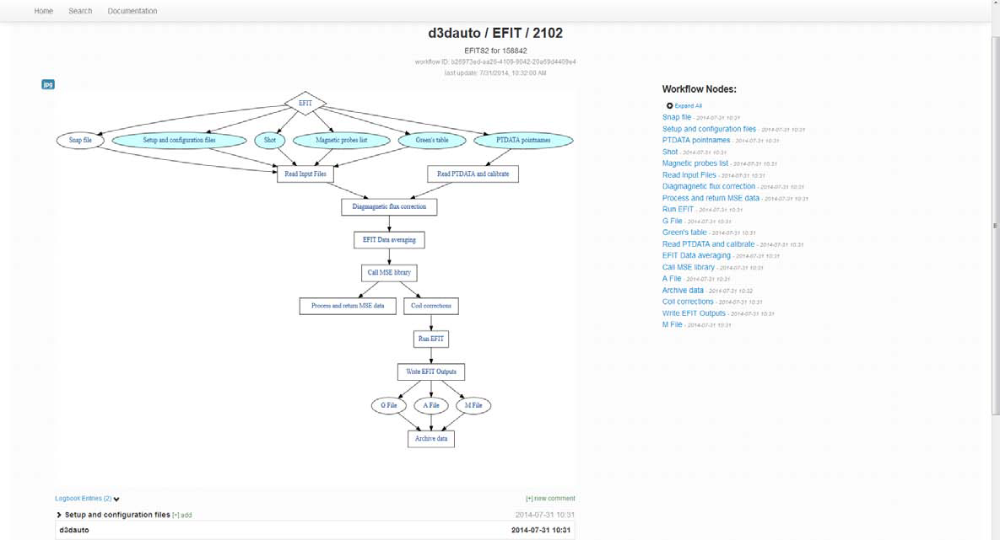 Home Search Documentation
d3dauto / EFIT / 2102
EFITS2 for 158842
workflow ID: b26973ed-aa26-4109-9042-20a69d4409e4
last update: 7/31/2014, 10:32:00 AM
jpg
EFIT
Snap file Setup and configuration files Shot Magnetic probes list Green's table PTDATA pointnames
Read Input Files Read PTDATA and calibrate
Diagmagnetic flux correction
EFIT Data averaging
Call MSE library
Process and return MSE data Coil corrections
Run EFIT
Write EFIT Outputs
G File A File M File
Archive data
Workflow Nodes:
Expand All
Snap file - 2014-07-31 10:31
Setup and configuration files - 2014-07-31 10:31
PTDATA pointnames - 2014-07-31 10:31
Shot - 2014-07-31 10:31
Magnetic probes list - 2014-07-31 10:31
Read Input Files - 2014-07-31 10:31
Diagmagnetic flux correction - 2014-07-31 10:31
Process and return MSE data - 2014-07-31 10:31
Run EFIT - 2014-07-31 10:31
G File - 2014-07-31 10:31
Green's table - 2014-07-31 10:31
Read PTDATA and calibrate - 2014-07-31 10:31
EFIT Data averaging - 2014-07-31 10:31
Call MSE library - 2014-07-31 10:31
A File - 2014-07-31 10:31
Archive data - 2014-07-31 10:32
Coil corrections - 2014-07-31 10:31
Write EFIT Outputs - 2014-07-31 10:31
M File - 2014-07-31 10:31
Logbook Entries (2) [+] new comment
Setup and configuration files [+] add 2014-07-31 10:31
d3dauto 2014-07-31 10:31